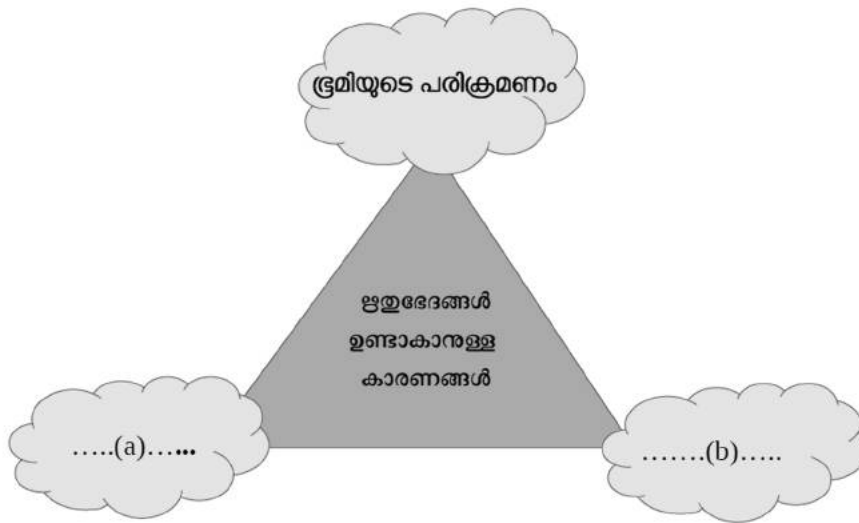 ഭൂമിയുടെ പരിക്രമണം
ഋതുഭേദങ്ങൾ
ഉണ്ടാകാനുള്ള
കാരണങ്ങൾ
.....(a)......
.......(b).....